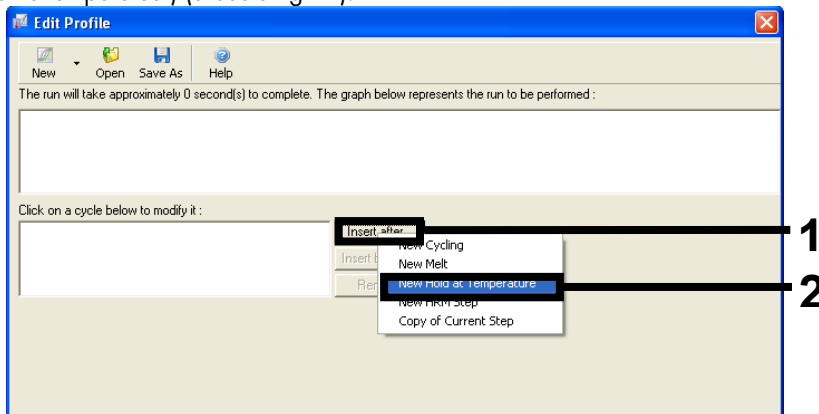 Edit Profile
New Open Save As Help
The run will take approximately 0 second(s) to complete. The graph below represents the run to be performed :
Click on a cycle below to modify it :
Insert after...
1
New Cycling
Insert
New Melt
New Hold at Temperature
2
New HRM Step
Copy of Current Step